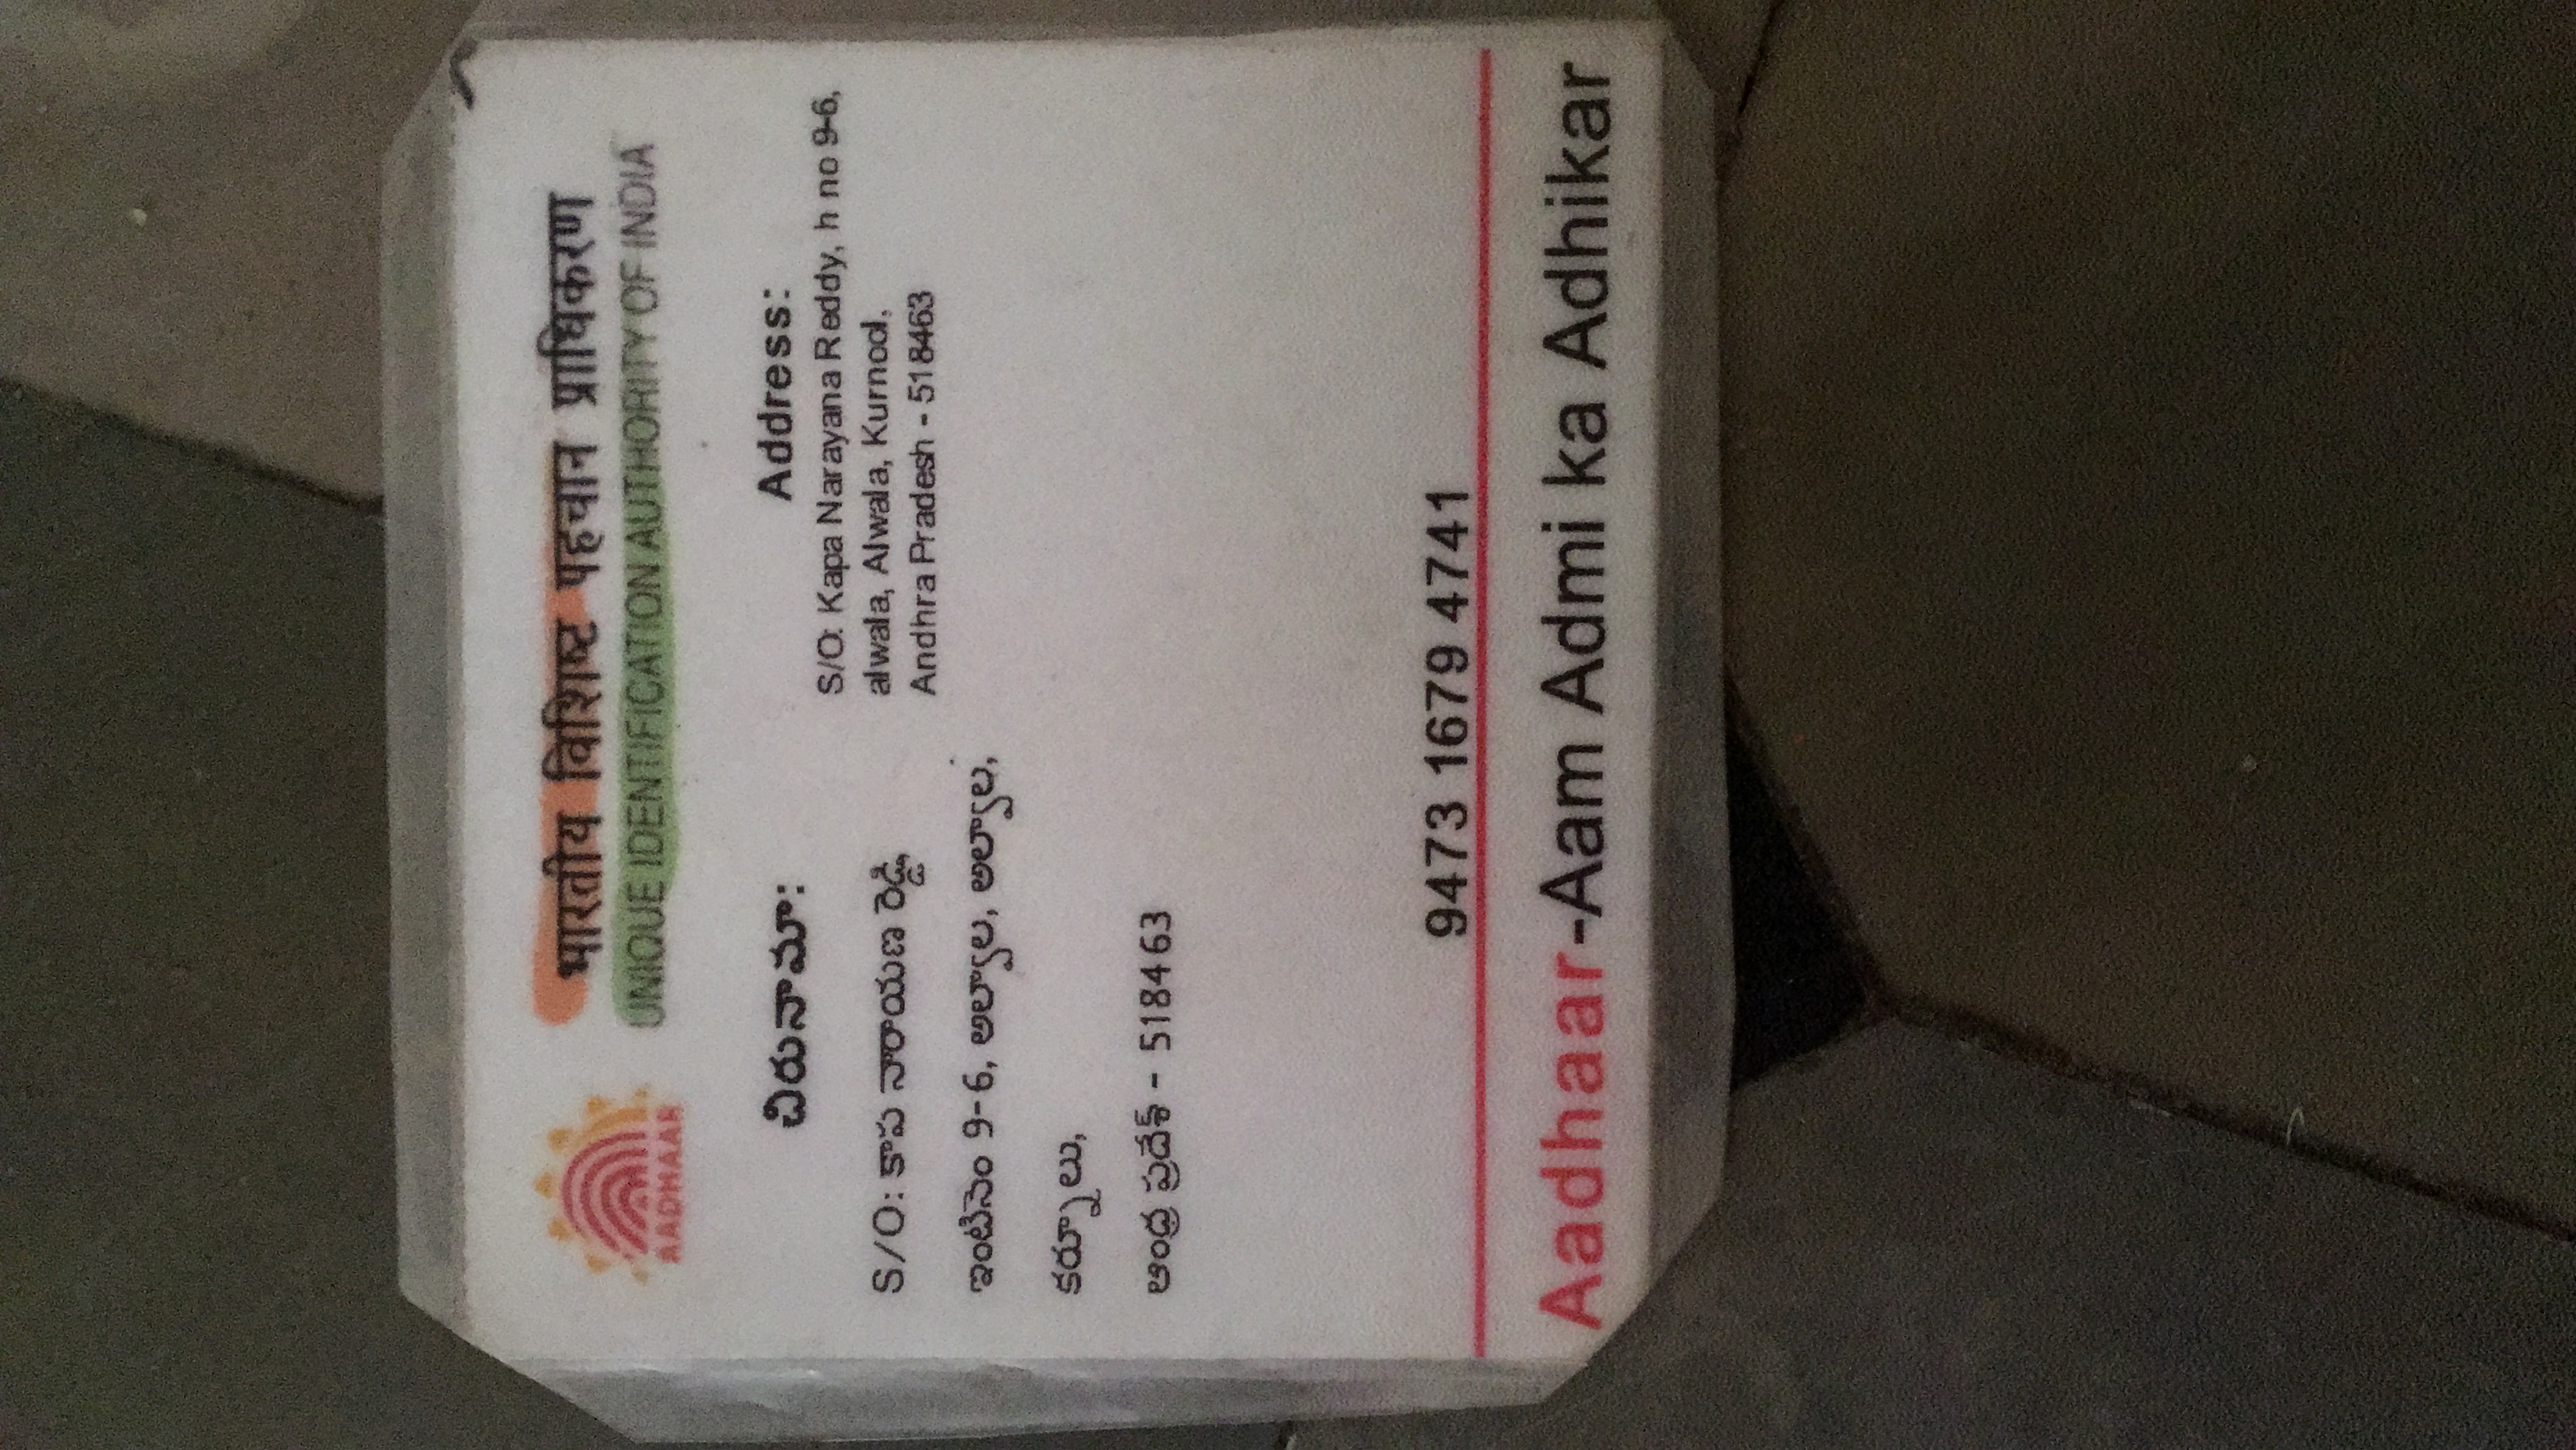 AADHAAR
भारतीय विशिष्ट पहचान प्राधिकरण
UNIQUE IDENTIFICATION AUTHORITY OF INDIA
చిరునామా:
S/O: కాప నారాయణ రెడ్డి
ఇంటినెం 9-6, అల్వాల, అల్వాల,
కర్నూలు,
ఆంధ్ర ప్రదేశ్ - 518463
Address:
S/O: Kapa Narayana Reddy, h no 9-6,
alwala, Alwala, Kurnool,
Andhra Pradesh - 518463
9473 1679 4741
Aadhaar-Aam Admi ka Adhikar